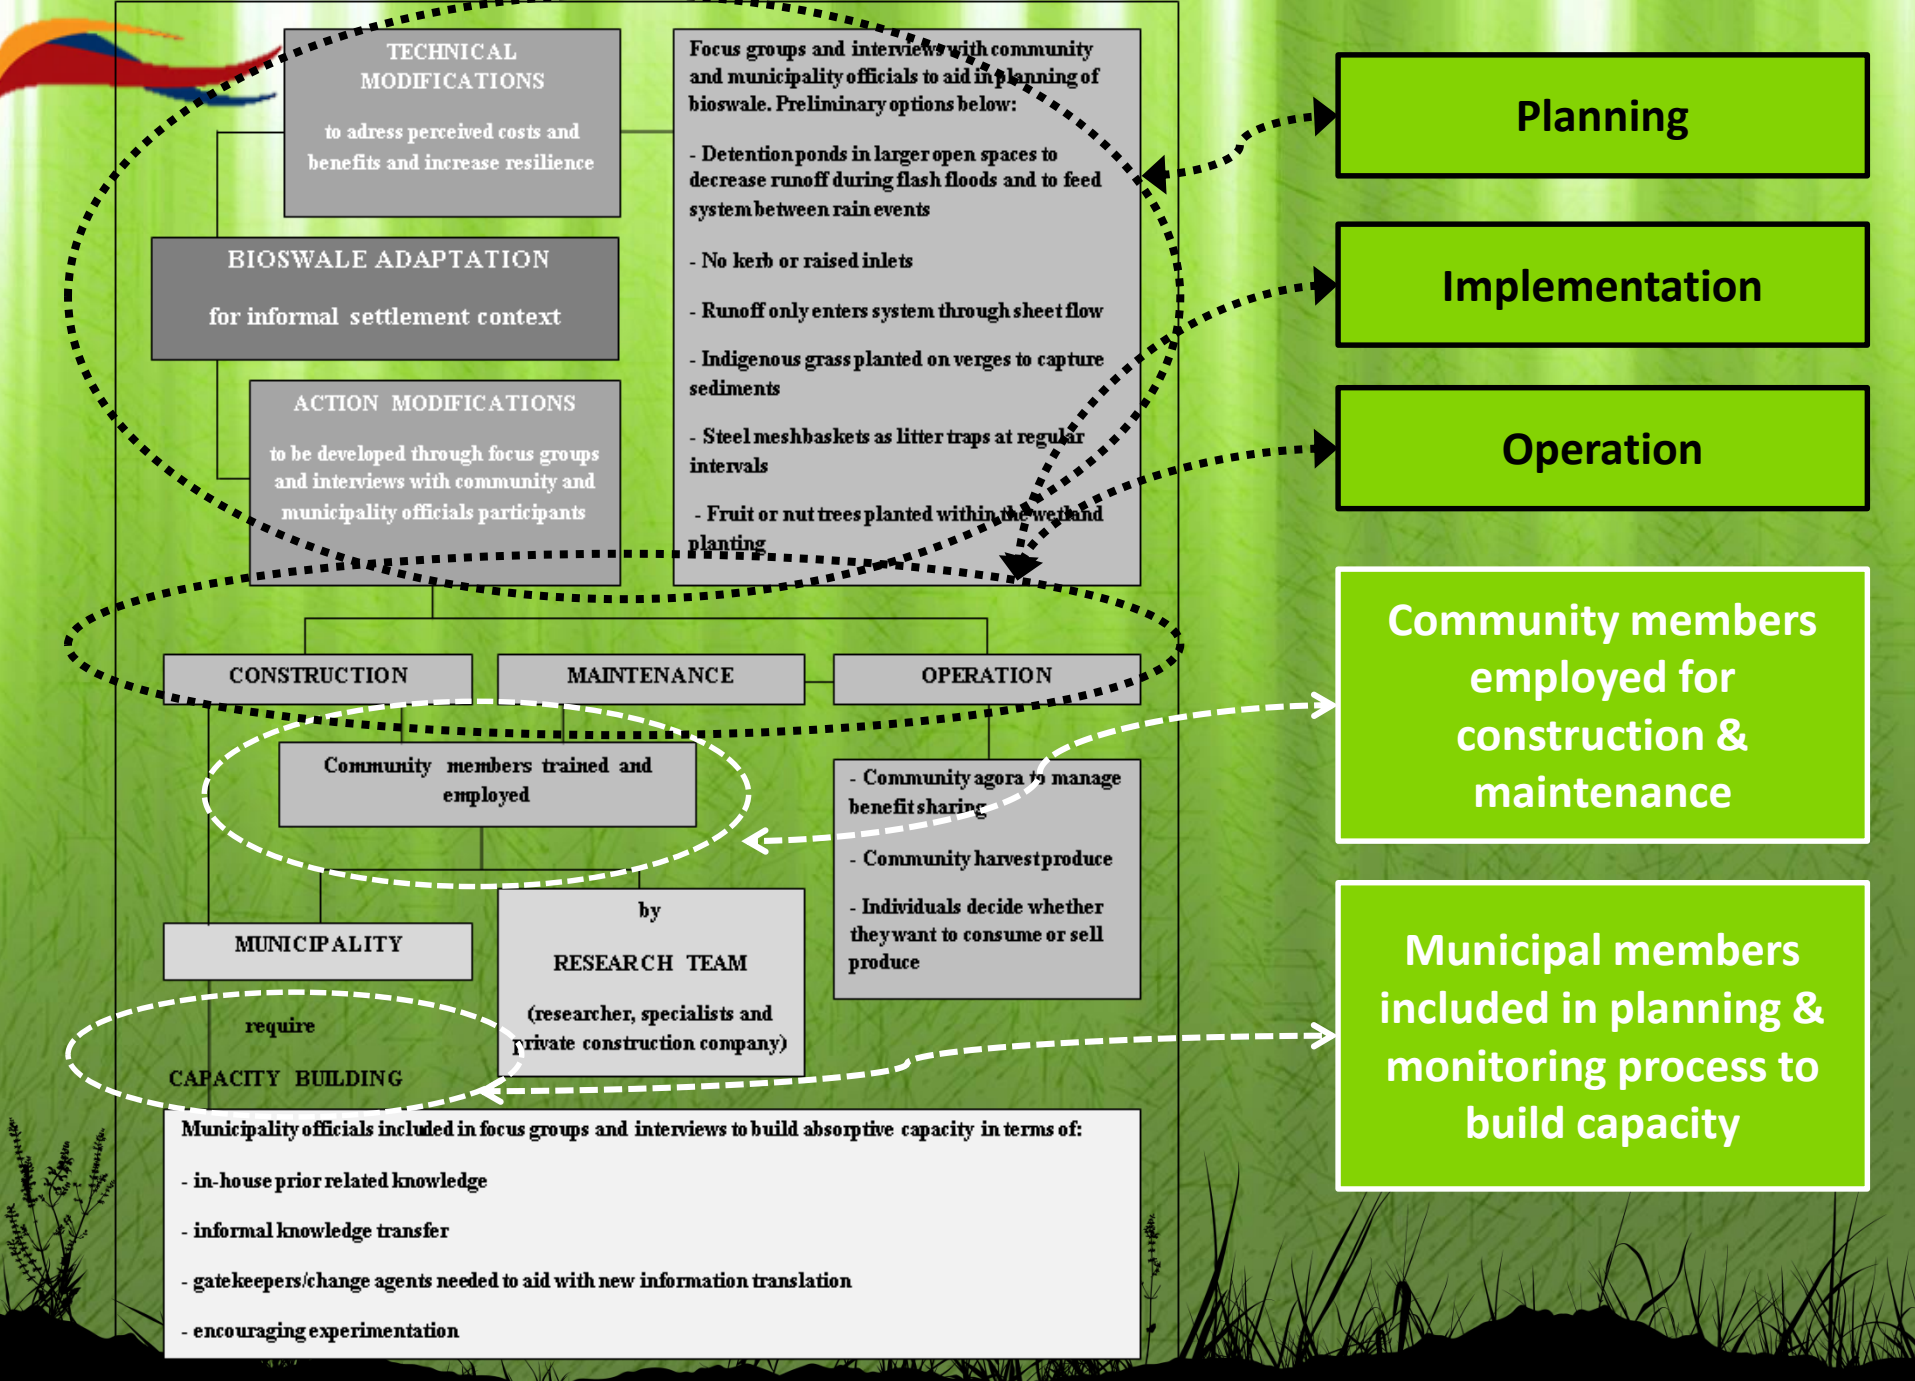 TECHNICAL
MODIFICATIONS
to adress perceived costs and
benefits and increase resilience
BIOSWALE ADAPTATION
for informal settlement context
ACTION MODIFICATIONS
to be developed through focus groups
and interviews with community and
municipality officials participants
Focus groups and interviews with community
and municipality officials to aid in planning of
bioswale. Preliminary options below:
- Detention ponds in larger open spaces to
decrease runoff during flash floods and to feed
system between rain events
- No kerb or raised inlets
- Runoff only enters system through sheet flow
- Indigenous grass planted on verges to capture
sediments
- Steel mesh baskets as litter traps at regular
intervals
- Fruit or nut trees planted within the wetland
planting
CONSTRUCTION
MAINTENANCE
OPERATION
Community members trained and
employed
- Community agora to manage
benefit sharing
- Community harvest produce
- Individuals decide whether
they want to consume or sell
produce
MUNICIPALITY
by
RESEARCH TEAM
(researcher, specialists and
private construction company)
require
CAPACITY BUILDING
Municipality officials included in focus groups and interviews to build absorptive capacity in terms of:
- in-house prior related knowledge
- informal knowledge transfer
- gatekeepers/change agents needed to aid with new information translation
- encouraging experimentation
Planning
Implementation
Operation
Community members
employed for
construction &
maintenance
Municipal members
included in planning &
monitoring process to
build capacity